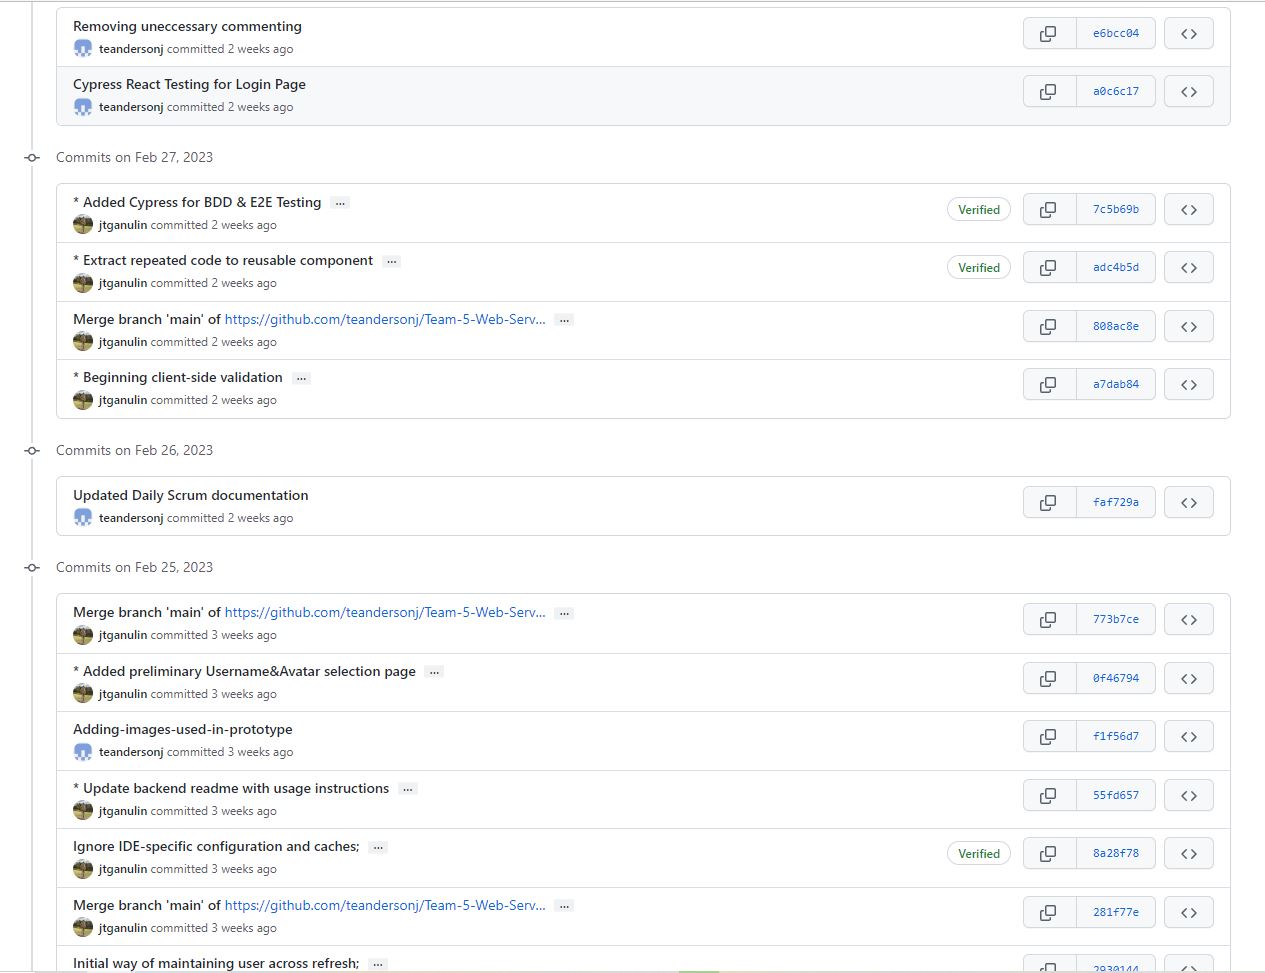 Removing uneccessary commenting
e6bcc04
teandersonj committed 2 weeks ago
Cypress React Testing for Login Page
a0c6c17
teandersonj committed 2 weeks ago
Commits on Feb 27, 2023
* Added Cypress for BDD & E2E Testing ...
Verified 7c5b69b
jtganulin committed 2 weeks ago
* Extract repeated code to reusable component ...
Verified adc4b5d
jtganulin committed 2 weeks ago
Merge branch 'main' of https://github.com/teandersonj/Team-5-Web-Serv... ...
808ac8e
jtganulin committed 2 weeks ago
* Beginning client-side validation ...
a7dab84
jtganulin committed 2 weeks ago
Commits on Feb 26, 2023
Updated Daily Scrum documentation
faf729a
teandersonj committed 2 weeks ago
Commits on Feb 25, 2023
Merge branch 'main' of https://github.com/teandersonj/Team-5-Web-Serv... ...
773b7ce
jtganulin committed 3 weeks ago
* Added preliminary Username&Avatar selection page ...
0f46794
jtganulin committed 3 weeks ago
Adding-images-used-in-prototype
f1f56d7
teandersonj committed 3 weeks ago
* Update backend readme with usage instructions ...
55fd657
jtganulin committed 3 weeks ago
Ignore IDE-specific configuration and caches; ...
Verified 8a28f78
jtganulin committed 3 weeks ago
Merge branch 'main' of https://github.com/teandersonj/Team-5-Web-Serv... ...
281f77e
jtganulin committed 3 weeks ago
Initial way of maintaining user across refresh; ...